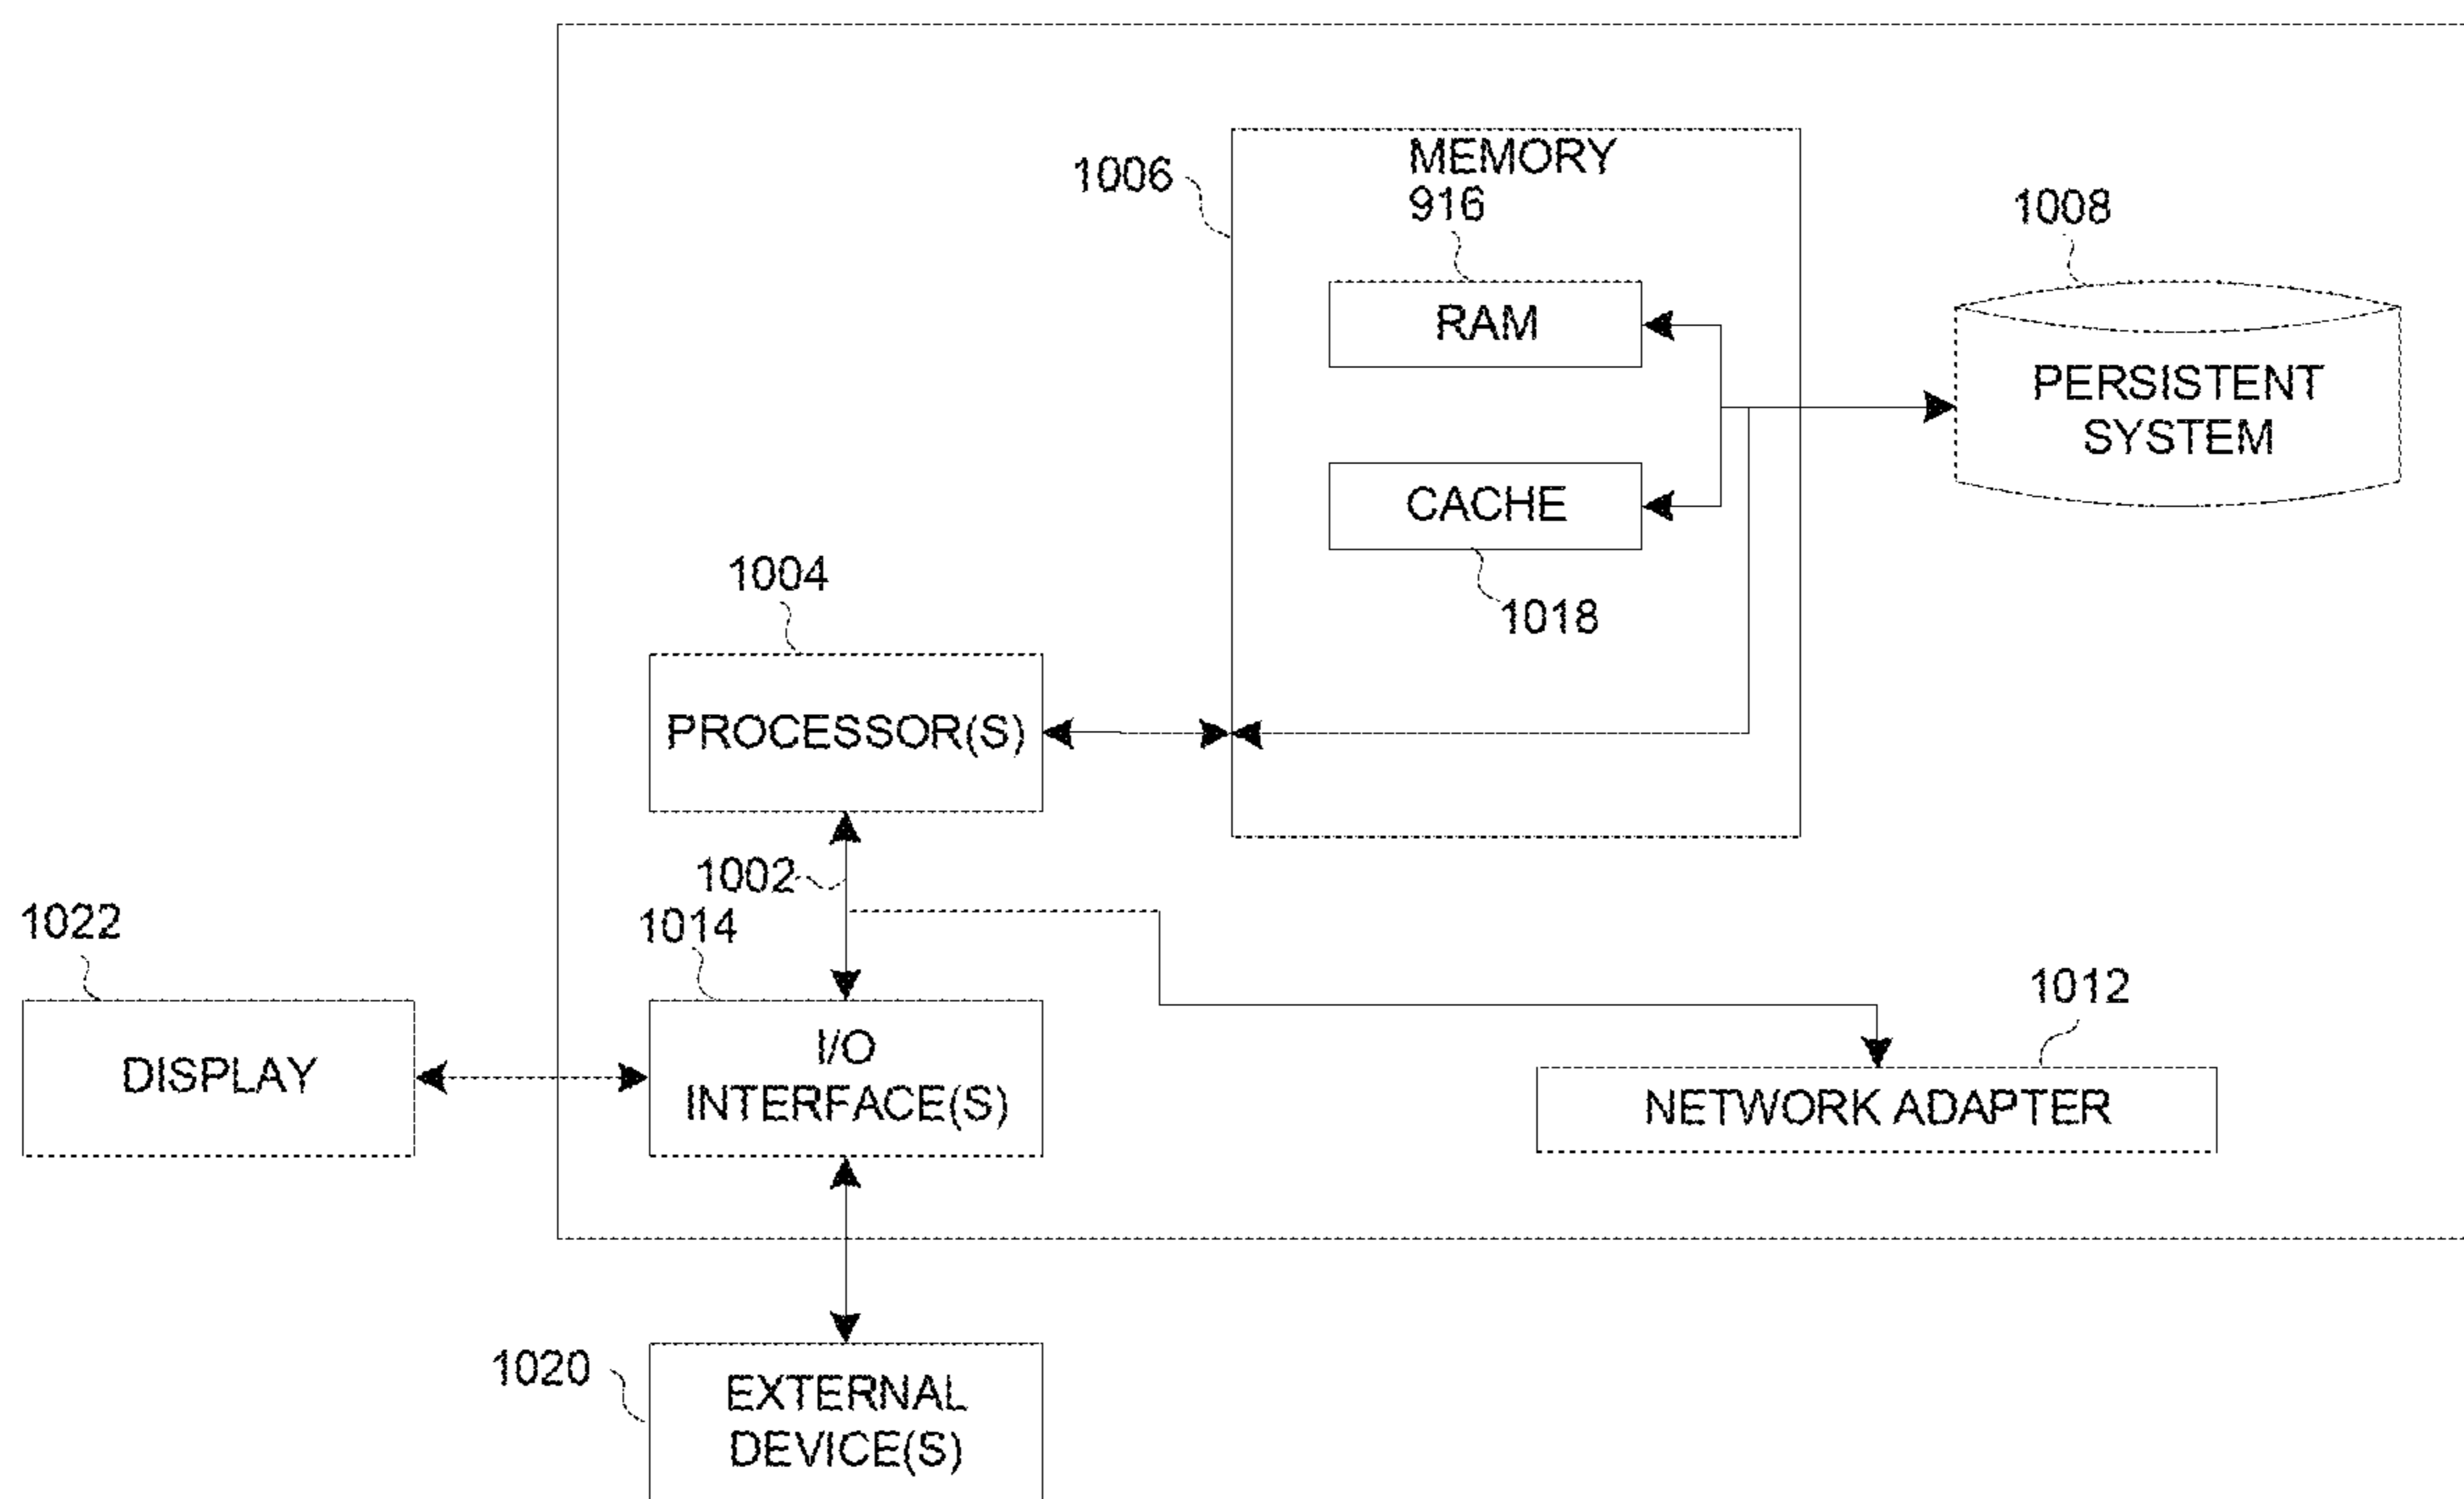 MEMORY
1006
916
1008
RAM
PERSISTENT
SYSTEM
CACHE
1004
1018
PROCESSOR(S)
1002
1022
1014
1012
I/O
INTERFACE(S)
DISPLAY
NETWORK ADAPTER
1020
EXTERNAL
DEVICE(S)